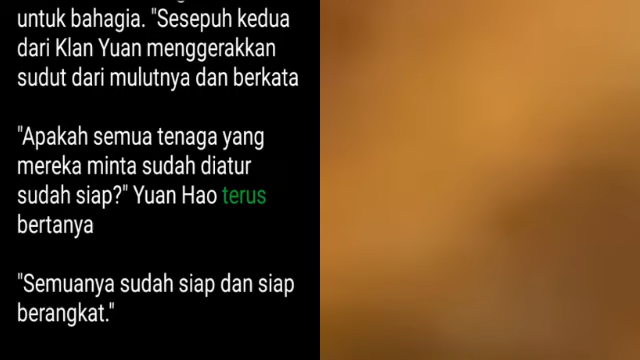 untuk bahagia. "Sesepuh kedua
dari Klan Yuan menggerakkan
sudut dari mulutnya dan berkata
"Apakah semua tenaga yang
mereka minta sudah diatur
sudah siap?" Yuan Hao terus
bertanya
"Semuanya sudah siap dan siap
berangkat."